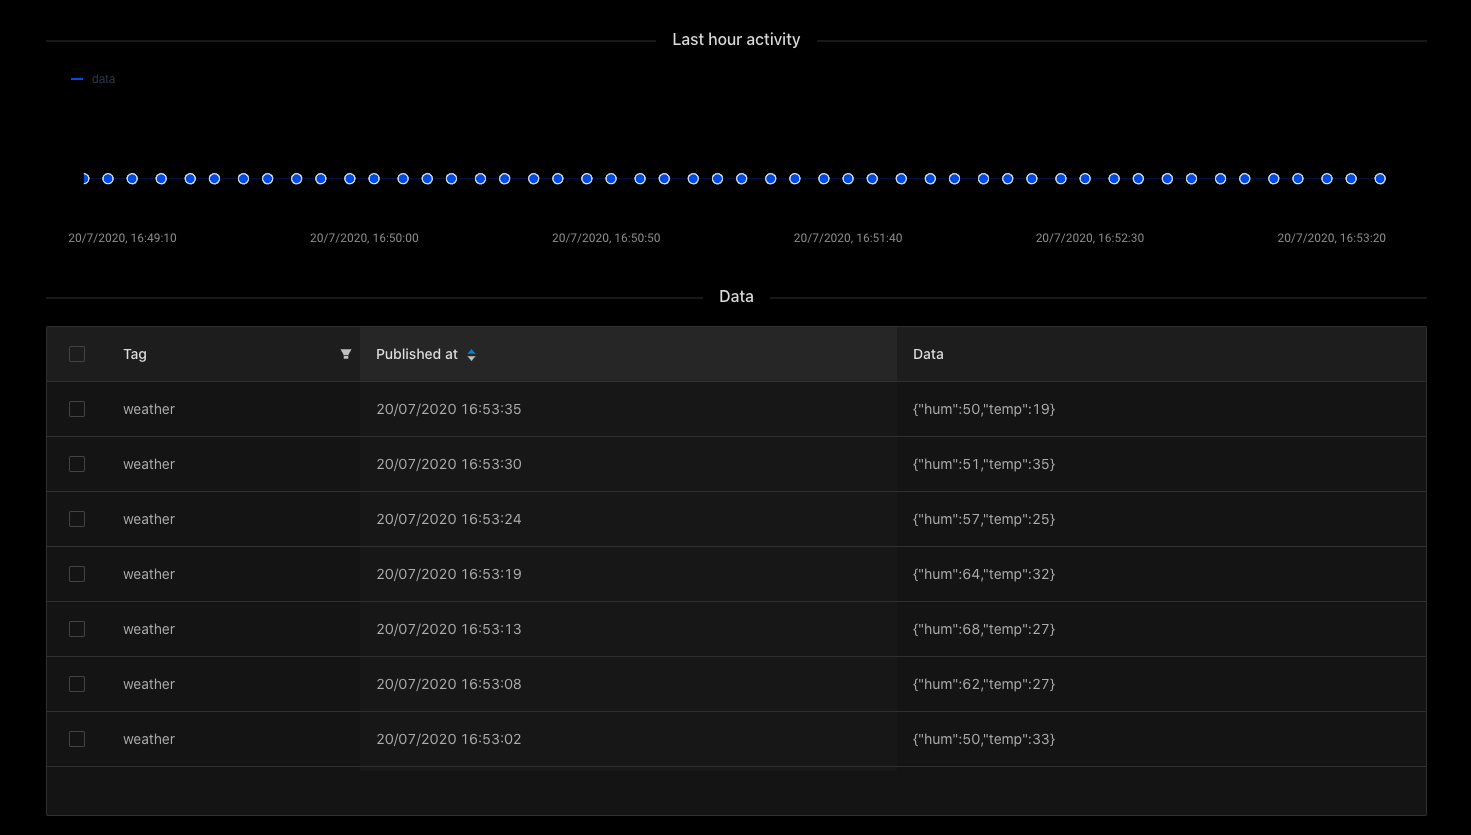 Last hour activity
data
20/7/2020, 16:49:10 20/7/2020, 16:50:00 20/7/2020, 16:50:50 20/7/2020, 16:51:40 20/7/2020, 16:52:30 20/7/2020, 16:53:20
Data
Tag Published at Data
weather 20/07/2020 16:53:35 {"hum":50,"temp":19}
weather 20/07/2020 16:53:30 {"hum":51,"temp":35}
weather 20/07/2020 16:53:24 {"hum":57,"temp":25}
weather 20/07/2020 16:53:19 {"hum":64,"temp":32}
weather 20/07/2020 16:53:13 {"hum":68,"temp":27}
weather 20/07/2020 16:53:08 {"hum":62,"temp":27}
weather 20/07/2020 16:53:02 {"hum":50,"temp":33}